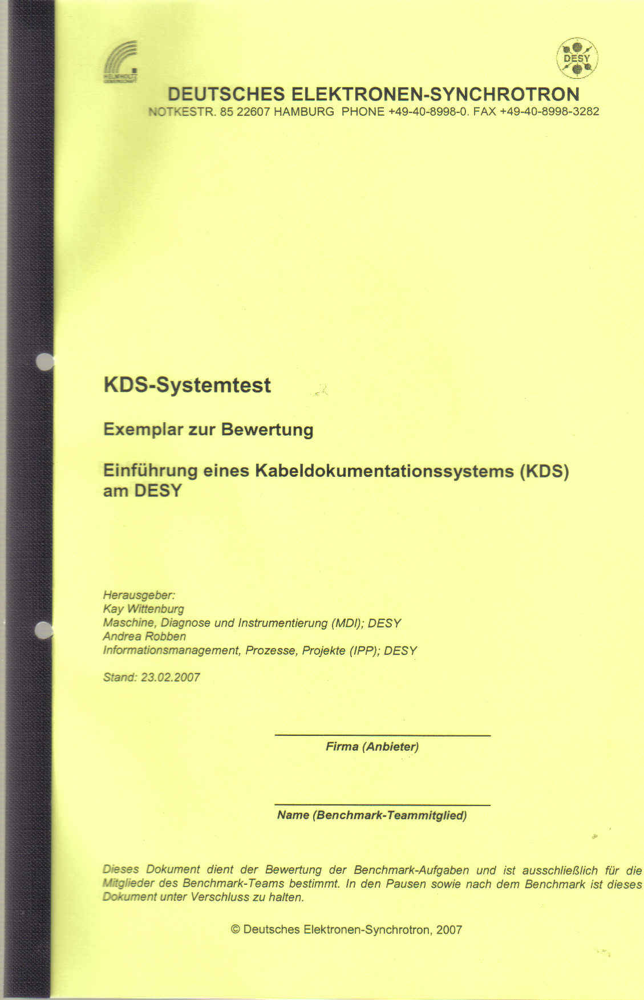 HELMHOLTZ
GEMEINSCHAFT
DESY
DEUTSCHES ELEKTRONEN-SYNCHROTRON
NOTKESTR. 85 22607 HAMBURG PHONE +49-40-8998-0. FAX +49-40-8998-3282
KDS-Systemtest
Exemplar zur Bewertung
Einführung eines Kabeldokumentationssystems (KDS)
am DESY
Herausgeber:
Kay Wittenburg
Maschine, Diagnose und Instrumentierung (MDI); DESY
Andrea Robben
Informationsmanagement, Prozesse, Projekte (IPP); DESY
Stand: 23.02.2007
Firma (Anbieter)
Name (Benchmark-Teammitglied)
Dieses Dokument dient der Bewertung der Benchmark-Aufgaben und ist ausschließlich für die
Mitglieder des Benchmark-Teams bestimmt. In den Pausen sowie nach dem Benchmark ist dieses
Dokument unter Verschluss zu halten.
© Deutsches Elektronen-Synchrotron, 2007